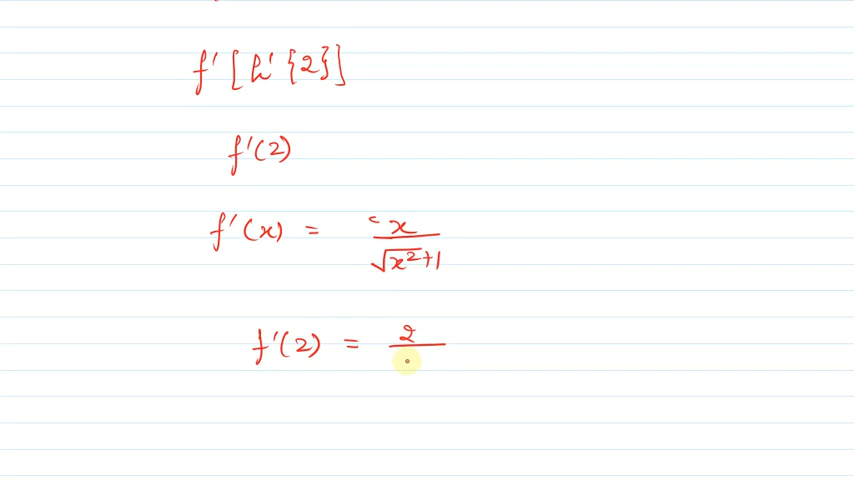 f'[h'{2}]
f'(2)
f'(x) = x / √x²+1
f'(2) = 2 /